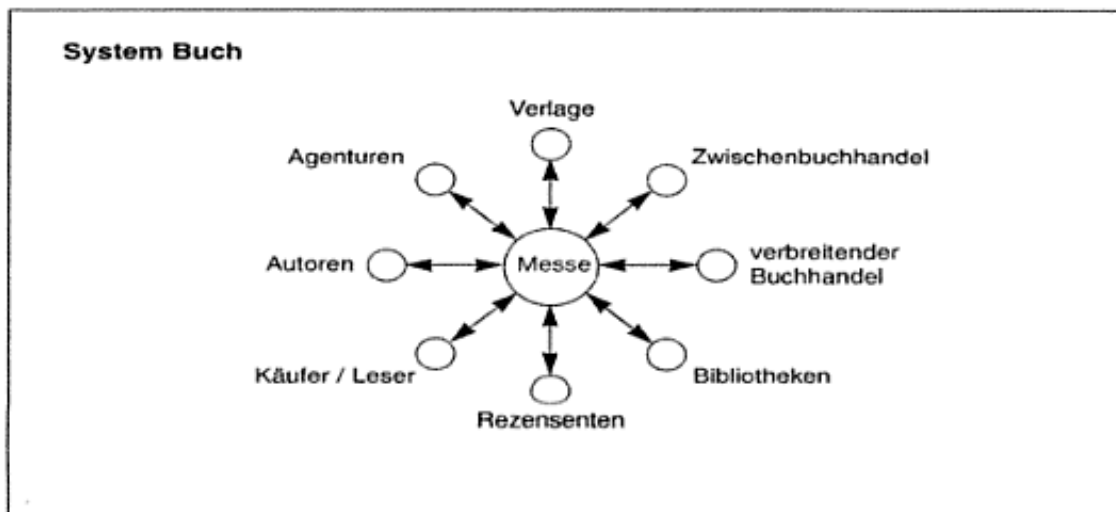 System Buch
Verlage
Agenturen
Zwischenbuchhandel
Autoren
Messe
verbreitender
Buchhandel
Käufer / Leser
Bibliotheken
Rezensenten